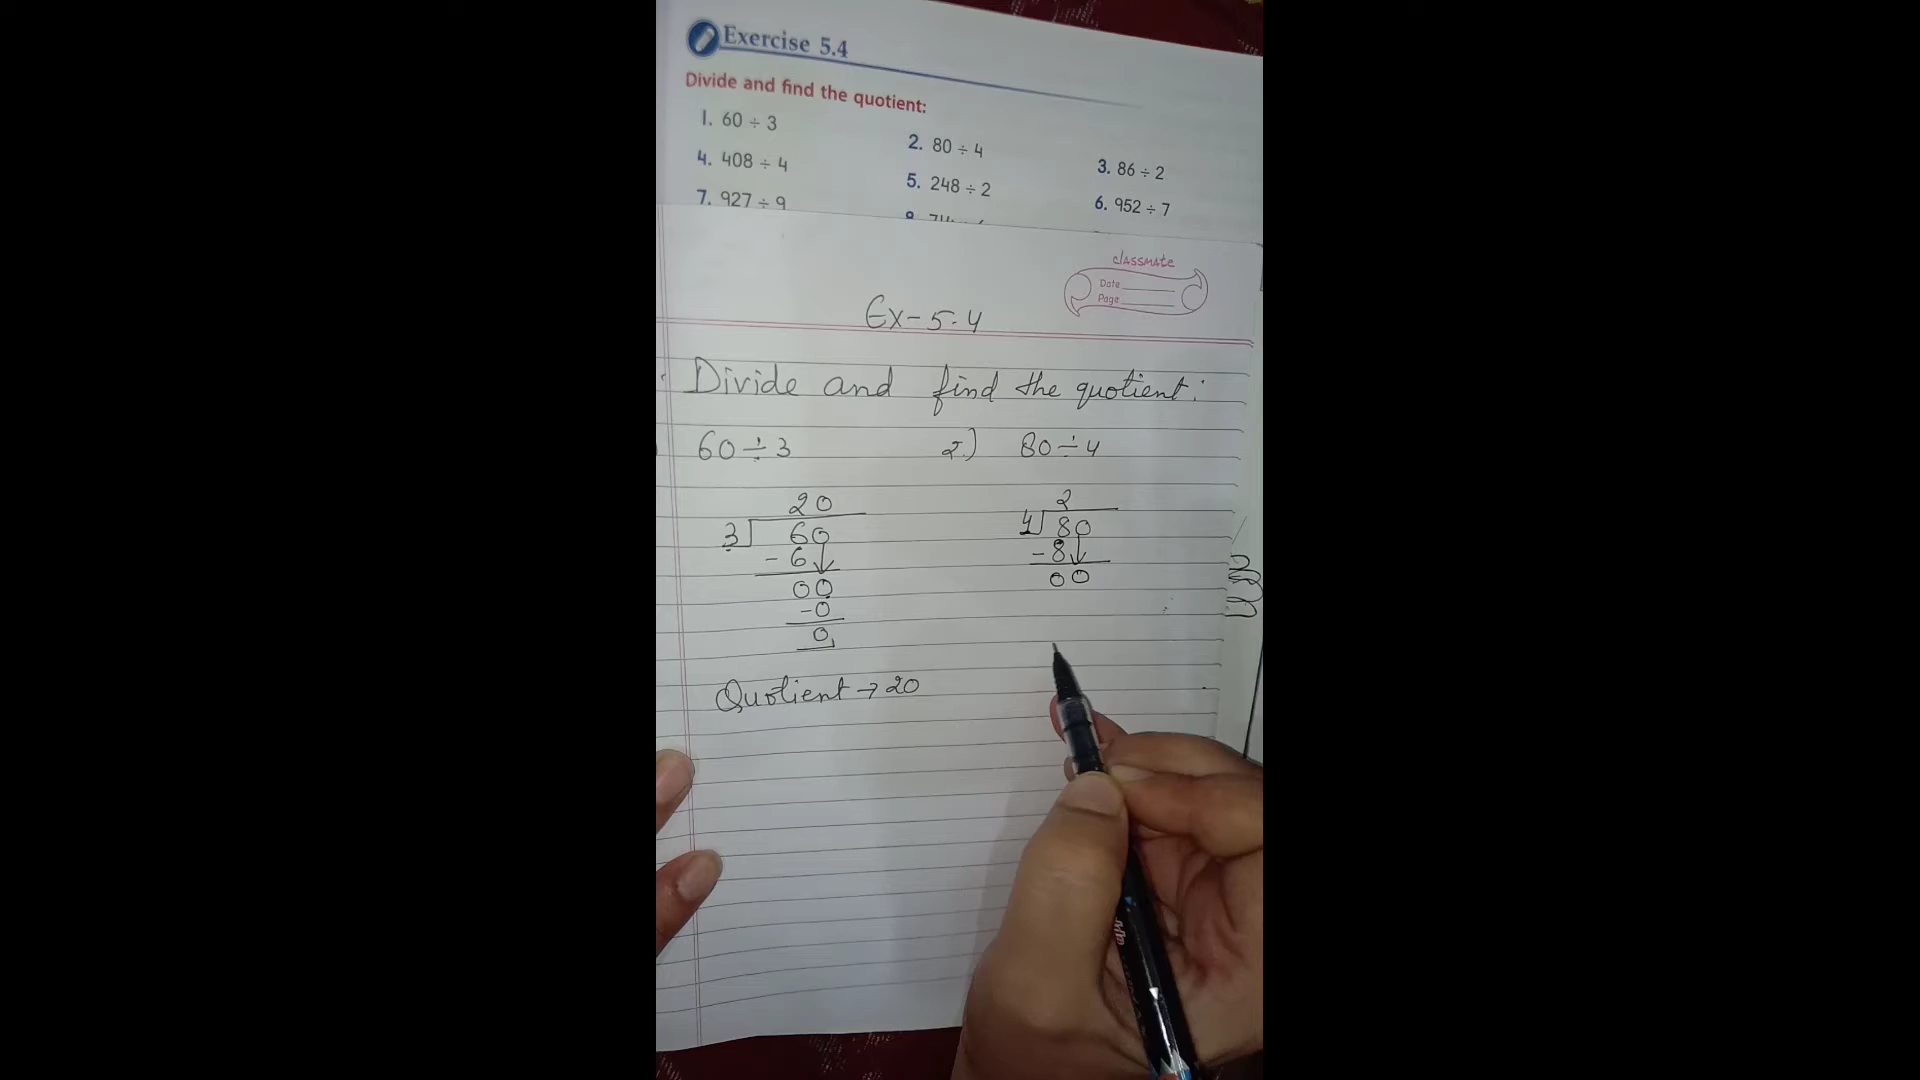 Exercise 5.4
Divide and find the quotient:
1. 60 ÷ 3
2. 80 ÷ 4
3. 86 ÷ 2
4. 408 ÷ 4
5. 248 ÷ 2
6. 952 ÷ 7
7. 927 ÷ 9
classmate
Date
Page
Ex-5.4
Divide and find the quotient:
60÷3
20
3 60
-6
00
-0
0
Quotient → 20
2.) 80÷4
2
4 80
-8
00